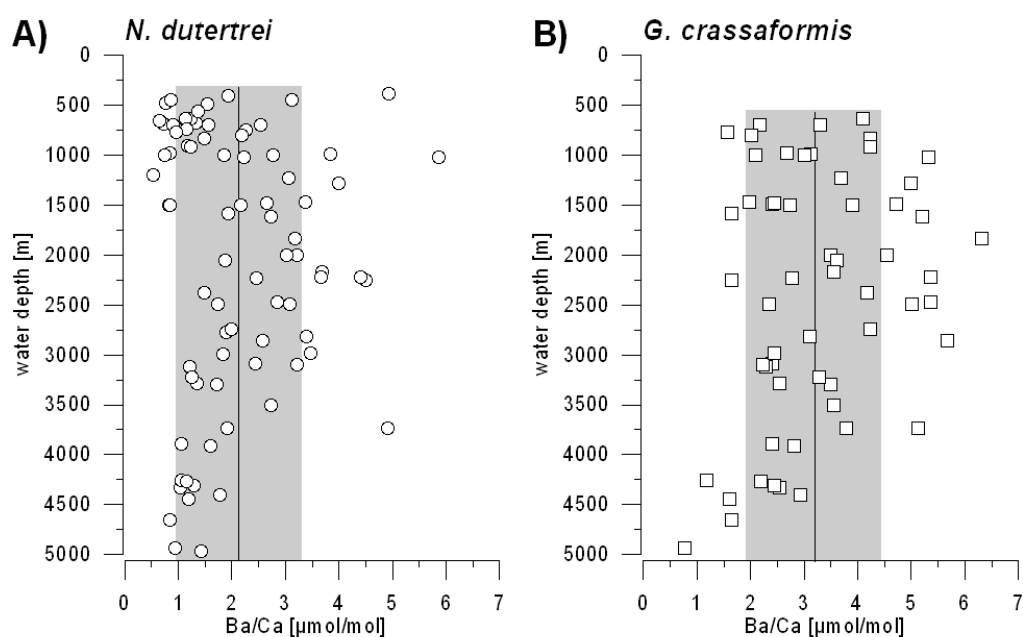 A) N. dutertrei
0
500
1000
1500
2000
2500
3000
3500
4000
4500
5000
water depth [m]
0 1 2 3 4 5 6 7
Ba/Ca [µmol/mol]
B) G. crassaformis
0
500
1000
1500
2000
2500
3000
3500
4000
4500
5000
water depth [m]
0 1 2 3 4 5 6 7
Ba/Ca [µmol/mol]